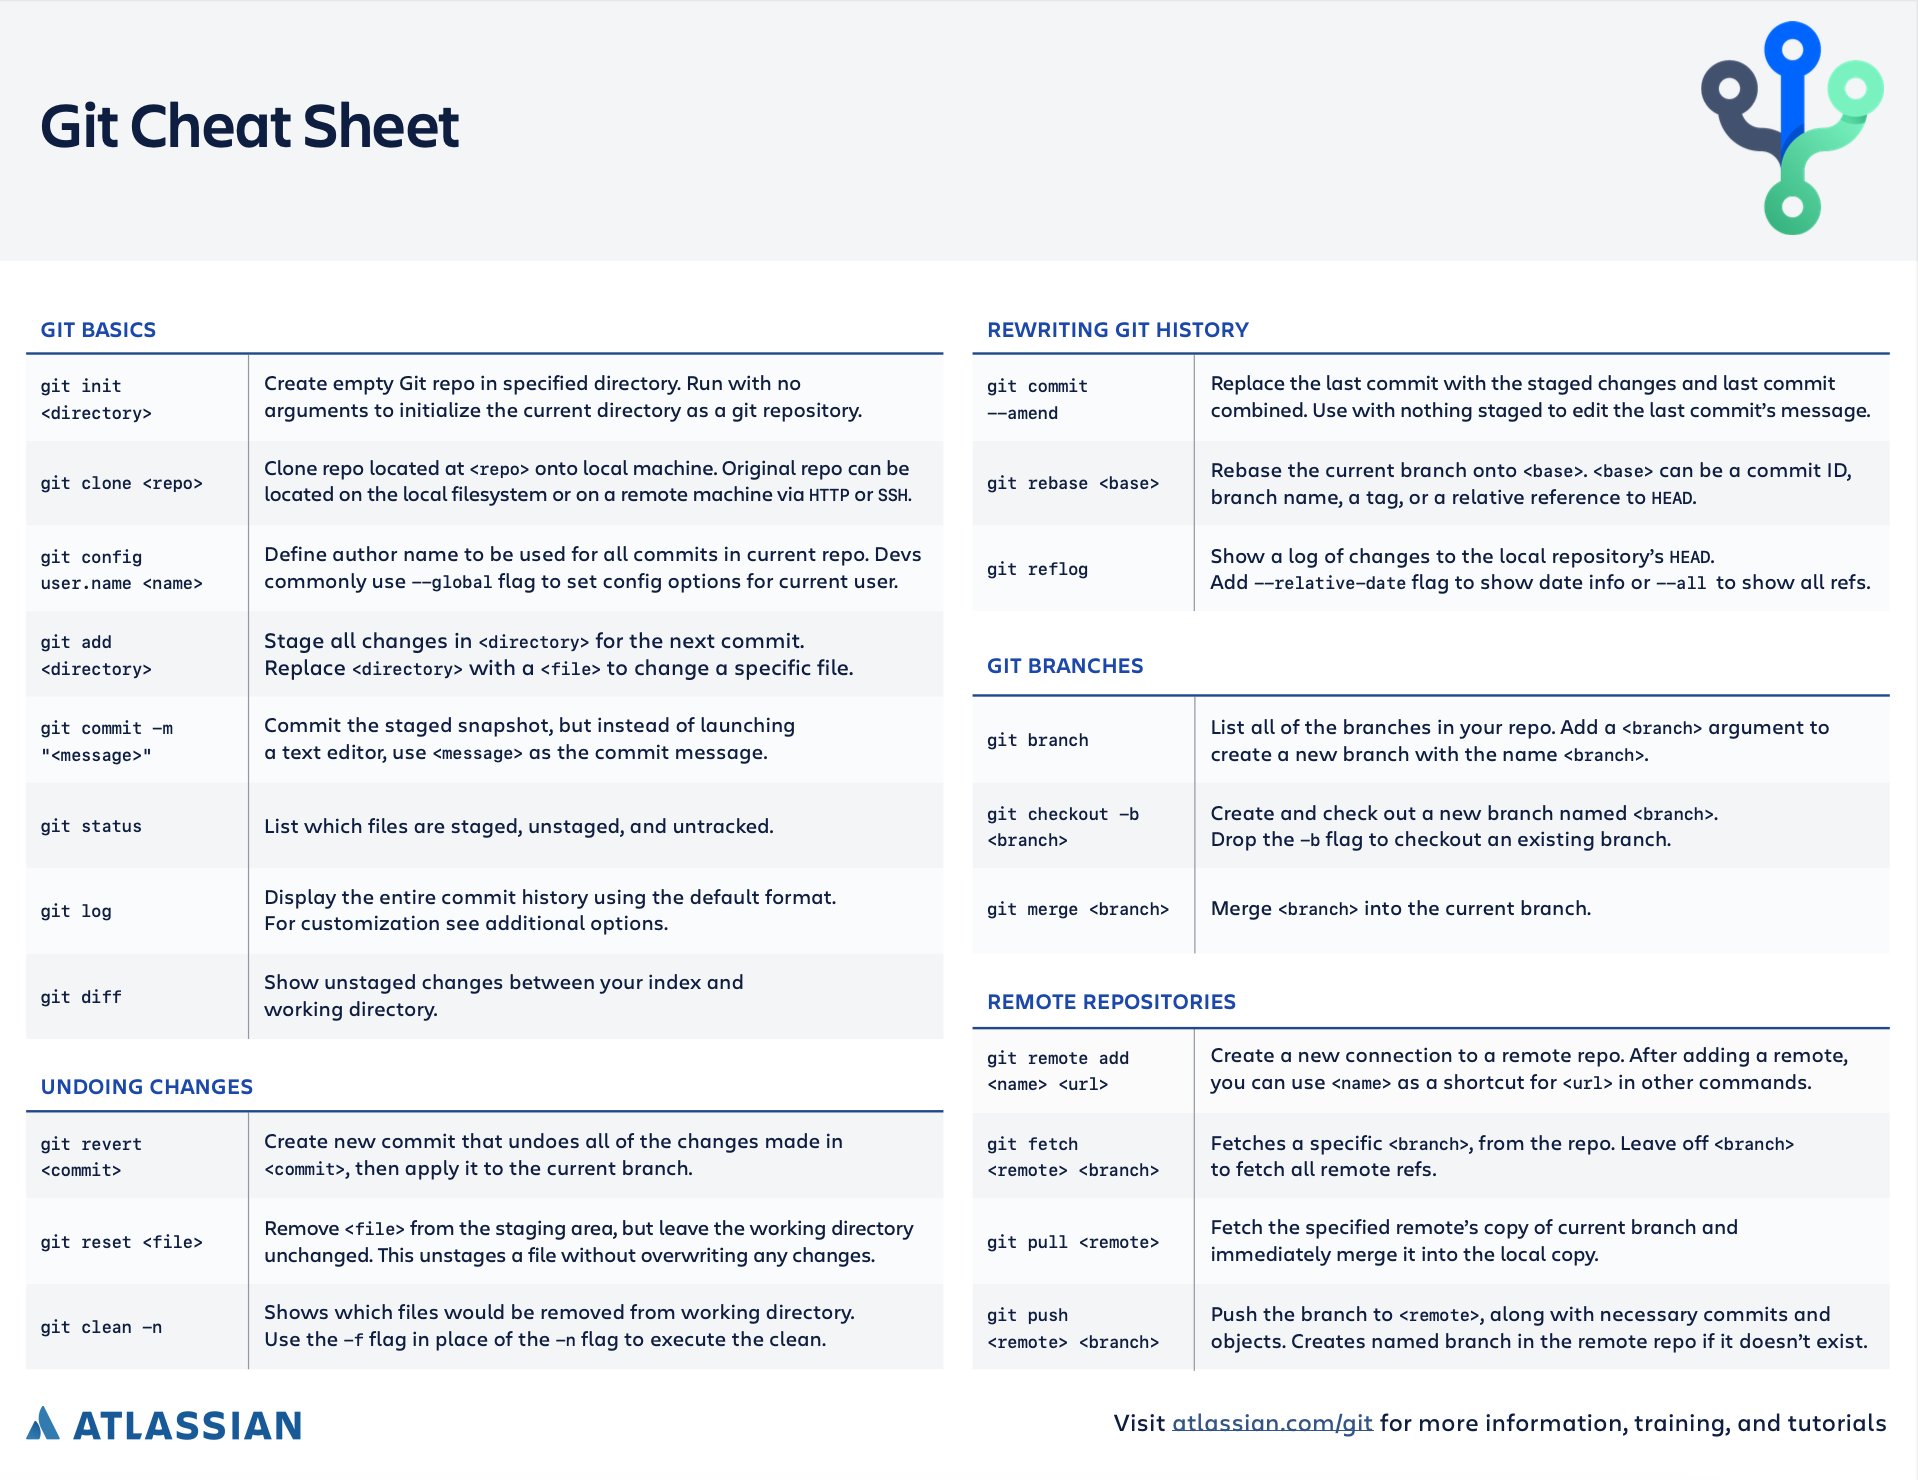 Git Cheat Sheet
GIT BASICS
git init
<directory>
Create empty Git repo in specified directory. Run with no
arguments to initialize the current directory as a git repository.
git clone <repo>
Clone repo located at <repo> onto local machine. Original repo can be
located on the local filesystem or on a remote machine via HTTP or SSH.
git config
user.name <name>
Define author name to be used for all commits in current repo. Devs
commonly use --global flag to set config options for current user.
git add
<directory>
Stage all changes in <directory> for the next commit.
Replace <directory> with a <file> to change a specific file.
git commit -m
"<message>"
Commit the staged snapshot, but instead of launching
a text editor, use <message> as the commit message.
git status
List which files are staged, unstaged, and untracked.
git log
Display the entire commit history using the default format.
For customization see additional options.
git diff
Show unstaged changes between your index and
working directory.
UNDOING CHANGES
git revert
<commit>
Create new commit that undoes all of the changes made in
<commit>, then apply it to the current branch.
git reset <file>
Remove <file> from the staging area, but leave the working directory
unchanged. This unstages a file without overwriting any changes.
git clean -n
Shows which files would be removed from working directory.
Use the -f flag in place of the -n flag to execute the clean.
REWRITING GIT HISTORY
git commit
--amend
Replace the last commit with the staged changes and last commit
combined. Use with nothing staged to edit the last commit’s message.
git rebase <base>
Rebase the current branch onto <base>. <base> can be a commit ID,
branch name, a tag, or a relative reference to HEAD.
git reflog
Show a log of changes to the local repository’s HEAD.
Add --relative-date flag to show date info or --all to show all refs.
GIT BRANCHES
git branch
List all of the branches in your repo. Add a <branch> argument to
create a new branch with the name <branch>.
git checkout -b
<branch>
Create and check out a new branch named <branch>.
Drop the -b flag to checkout an existing branch.
git merge <branch>
Merge <branch> into the current branch.
REMOTE REPOSITORIES
git remote add
<name> <url>
Create a new connection to a remote repo. After adding a remote,
you can use <name> as a shortcut for <url> in other commands.
git fetch
<remote> <branch>
Fetches a specific <branch>, from the repo. Leave off <branch>
to fetch all remote refs.
git pull <remote>
Fetch the specified remote’s copy of current branch and
immediately merge it into the local copy.
git push
<remote> <branch>
Push the branch to <remote>, along with necessary commits and
objects. Creates named branch in the remote repo if it doesn’t exist.
ATLASSIAN
Visit atlassian.com/git for more information, training, and tutorials